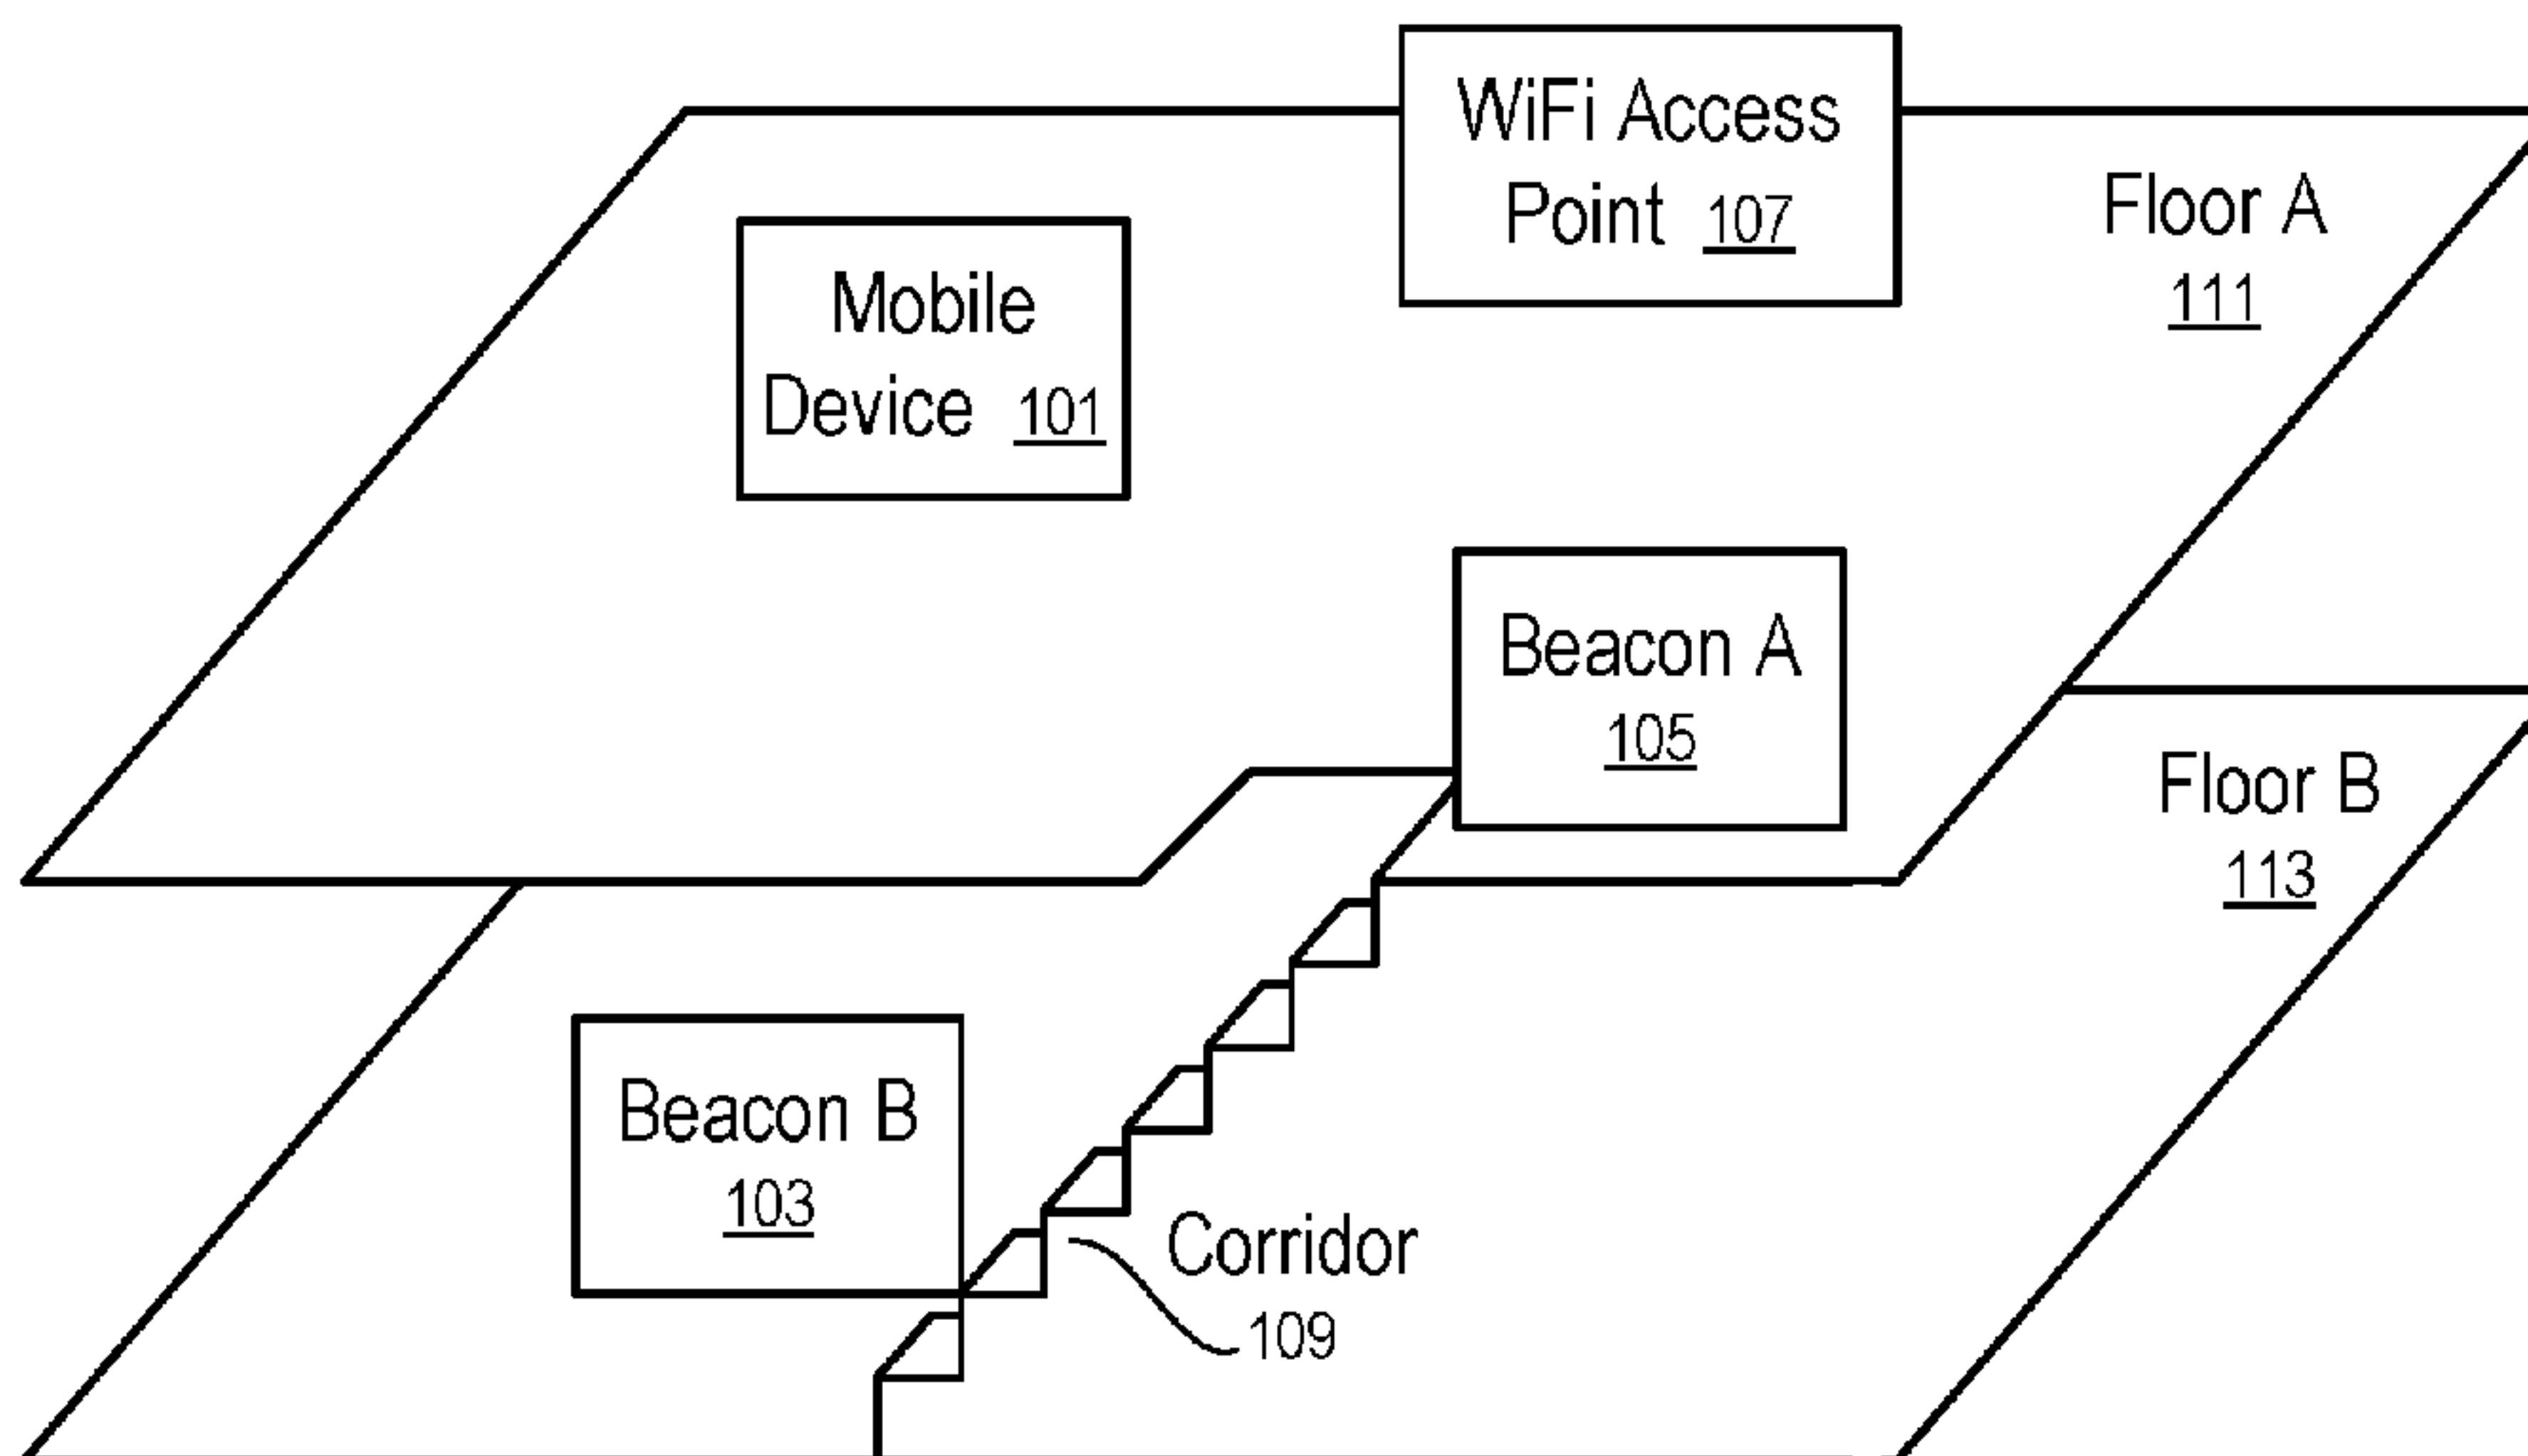 WiFi Access
Point 107
Floor A
111
Mobile
Device 101
Beacon A
105
Floor B
113
Beacon B
103
Corridor
109